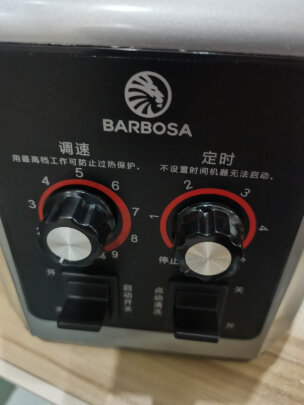 BARBOSA
调速
用最高档工作可防止过热保护。
定时
不设置时间机器无法启动。
5
4 6
3 7
8
9
开
2 3
1 4
停止
关
启动开关
点动清洗
开